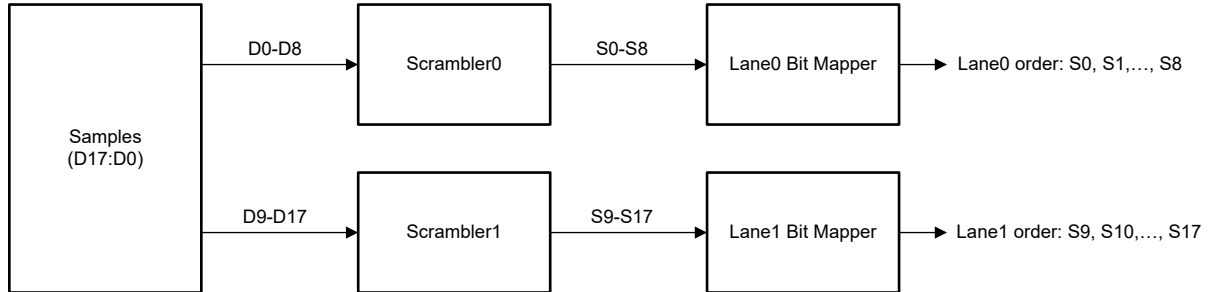 D0-D8
Scrambler0
S0-S8
Lane0 Bit Mapper
Lane0 order: S0, S1,…, S8
Samples
(D17:D0)
D9-D17
Scrambler1
S9-S17
Lane1 Bit Mapper
Lane1 order: S9, S10,…, S17